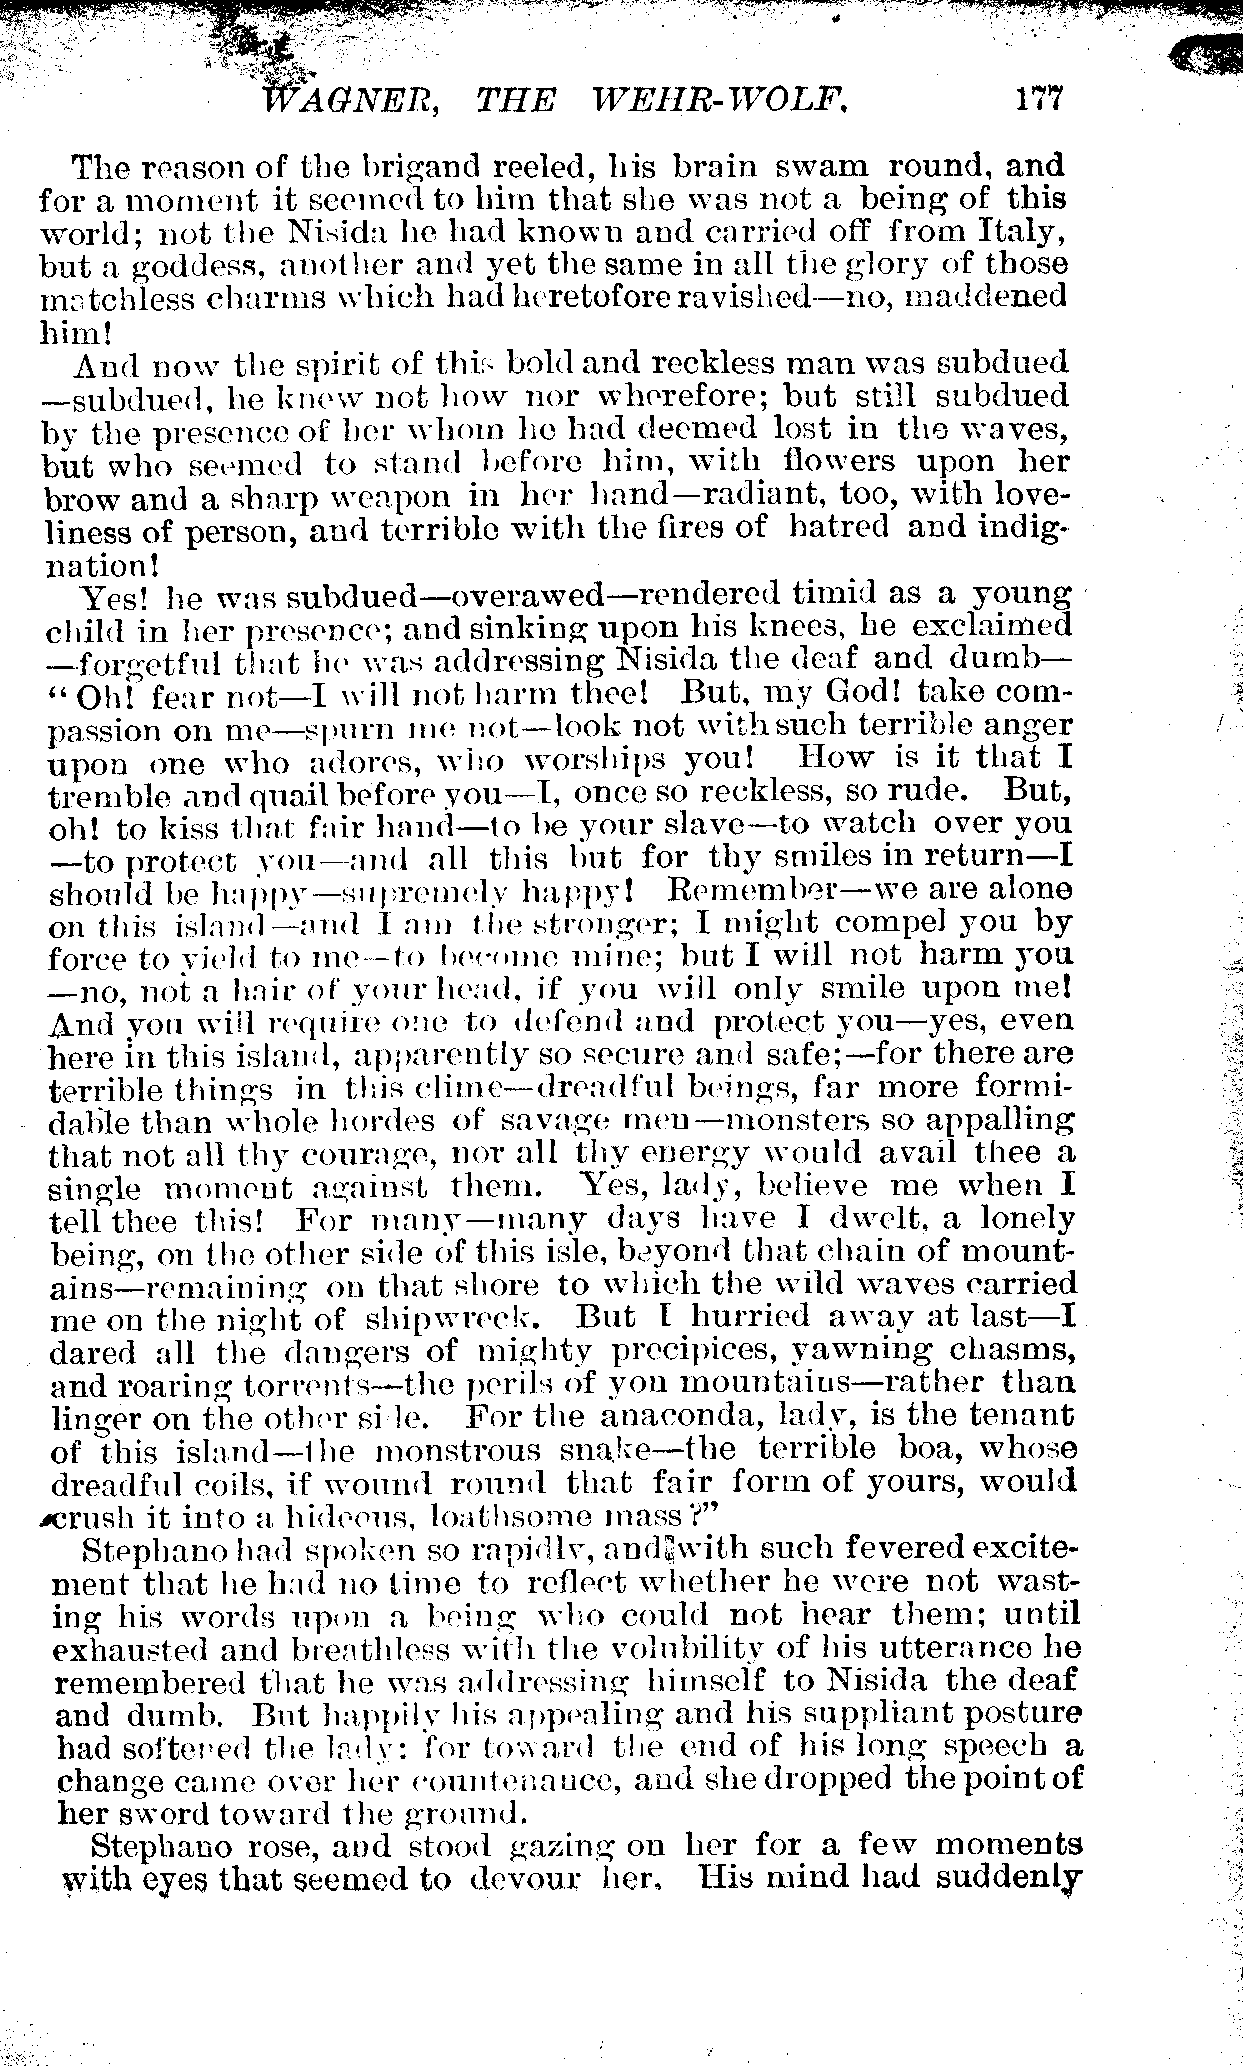 WAGNER, THE WEHR-WOLF. 177
The reason of the brigand reeled, his brain swam round, and
for a moment it seemed to him that she was not a being of this
world; not the Nisida he had known and carried off from Italy,
but a goddess, another and yet the same in all the glory of those
matchless charms which had heretofore ravished—no, maddened
him!
And now the spirit of this bold and reckless man was subdued
—subdued, he knew not how nor wherefore; but still subdued
by the presence of her whom he had deemed lost in the waves,
but who seemed to stand before him, with flowers upon her
brow and a sharp weapon in her hand—radiant, too, with love-
liness of person, and terrible with the fires of hatred and indig-
nation!
Yes! he was subdued—overawed—rendered timid as a young
child in her presence; and sinking upon his knees, he exclaimed
—forgetful that he was addressing Nisida the deaf and dumb—
“Oh! fear not—I will not harm thee! But, my God! take com-
passion on me—spurn me not—look not with such terrible anger
upon one who adores, who worships you! How is it that I
tremble and quail before you—I, once so reckless, so rude. But,
oh! to kiss that fair hand—to be your slave—to watch over you
—to protect you—and all this but for thy smiles in return—I
should be happy—supremely happy! Remember—we are alone
on this island—and I am the stronger; I might compel you by
force to yield to me—to become mine; but I will not harm you
—no, not a hair of your head, if you will only smile upon me!
And you will require one to defend and protect you—yes, even
here in this island, apparently so secure and safe;—for there are
terrible things in this clime—dreadful beings, far more formi-
dable than whole hordes of savage men—monsters so appalling
that not all thy courage, nor all thy energy would avail thee a
single moment against them. Yes, lady, believe me when I
tell thee this! For many—many days have I dwelt, a lonely
being, on the other side of this isle, beyond that chain of mount-
ains—remaining on that shore to which the wild waves carried
me on the night of shipwreck. But I hurried away at last—I
dared all the dangers of mighty precipices, yawning chasms,
and roaring torrents—the perils of yon mountains—rather than
linger on the other side. For the anaconda, lady, is the tenant
of this island—the monstrous snake—the terrible boa, whose
dreadful coils, if wound round that fair form of yours, would
crush it into a hideous, loathsome mass?”
Stephano had spoken so rapidly, and with such fevered excite-
ment that he had no time to reflect whether he were not wast-
ing his words upon a being who could not hear them; until
exhausted and breathless with the volubility of his utterance he
remembered that he was addressing himself to Nisida the deaf
and dumb. But happily his appealing and his suppliant posture
had softened the lady: for toward the end of his long speech a
change came over her countenance, and she dropped the point of
her sword toward the ground.
Stephano rose, and stood gazing on her for a few moments
with eyes that seemed to devour her. His mind had suddenly